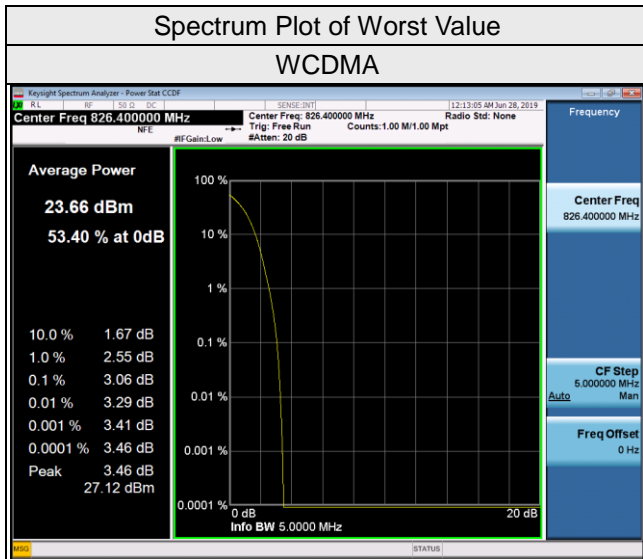 Spectrum Plot of Worst Value
WCDMA
Keysight Spectrum Analyzer - Power Stat CCDF
RL RF 50 Ω DC SENSE:INT 12:13:05 AM Jun 28, 2019
Center Freq 826.400000 MHz Center Freq: 826.400000 MHz Radio Std: None
NFE Trig: Free Run Counts:1.00 M/1.00 Mpt
#IFGain:Low #Atten: 20 dB
Frequency
Average Power
23.66 dBm
53.40 % at 0dB
10.0 % 1.67 dB
1.0 % 2.55 dB
0.1 % 3.06 dB
0.01 % 3.29 dB
0.001 % 3.41 dB
0.0001 % 3.46 dB
Peak 3.46 dB
27.12 dBm
100 %
10 %
1 %
0.1 %
0.01 %
0.001 %
0.0001 %
0 dB 20 dB
Info BW 5.0000 MHz
Center Freq
826.400000 MHz
CF Step
5.000000 MHz
Auto Man
Freq Offset
0 Hz
MSG STATUS